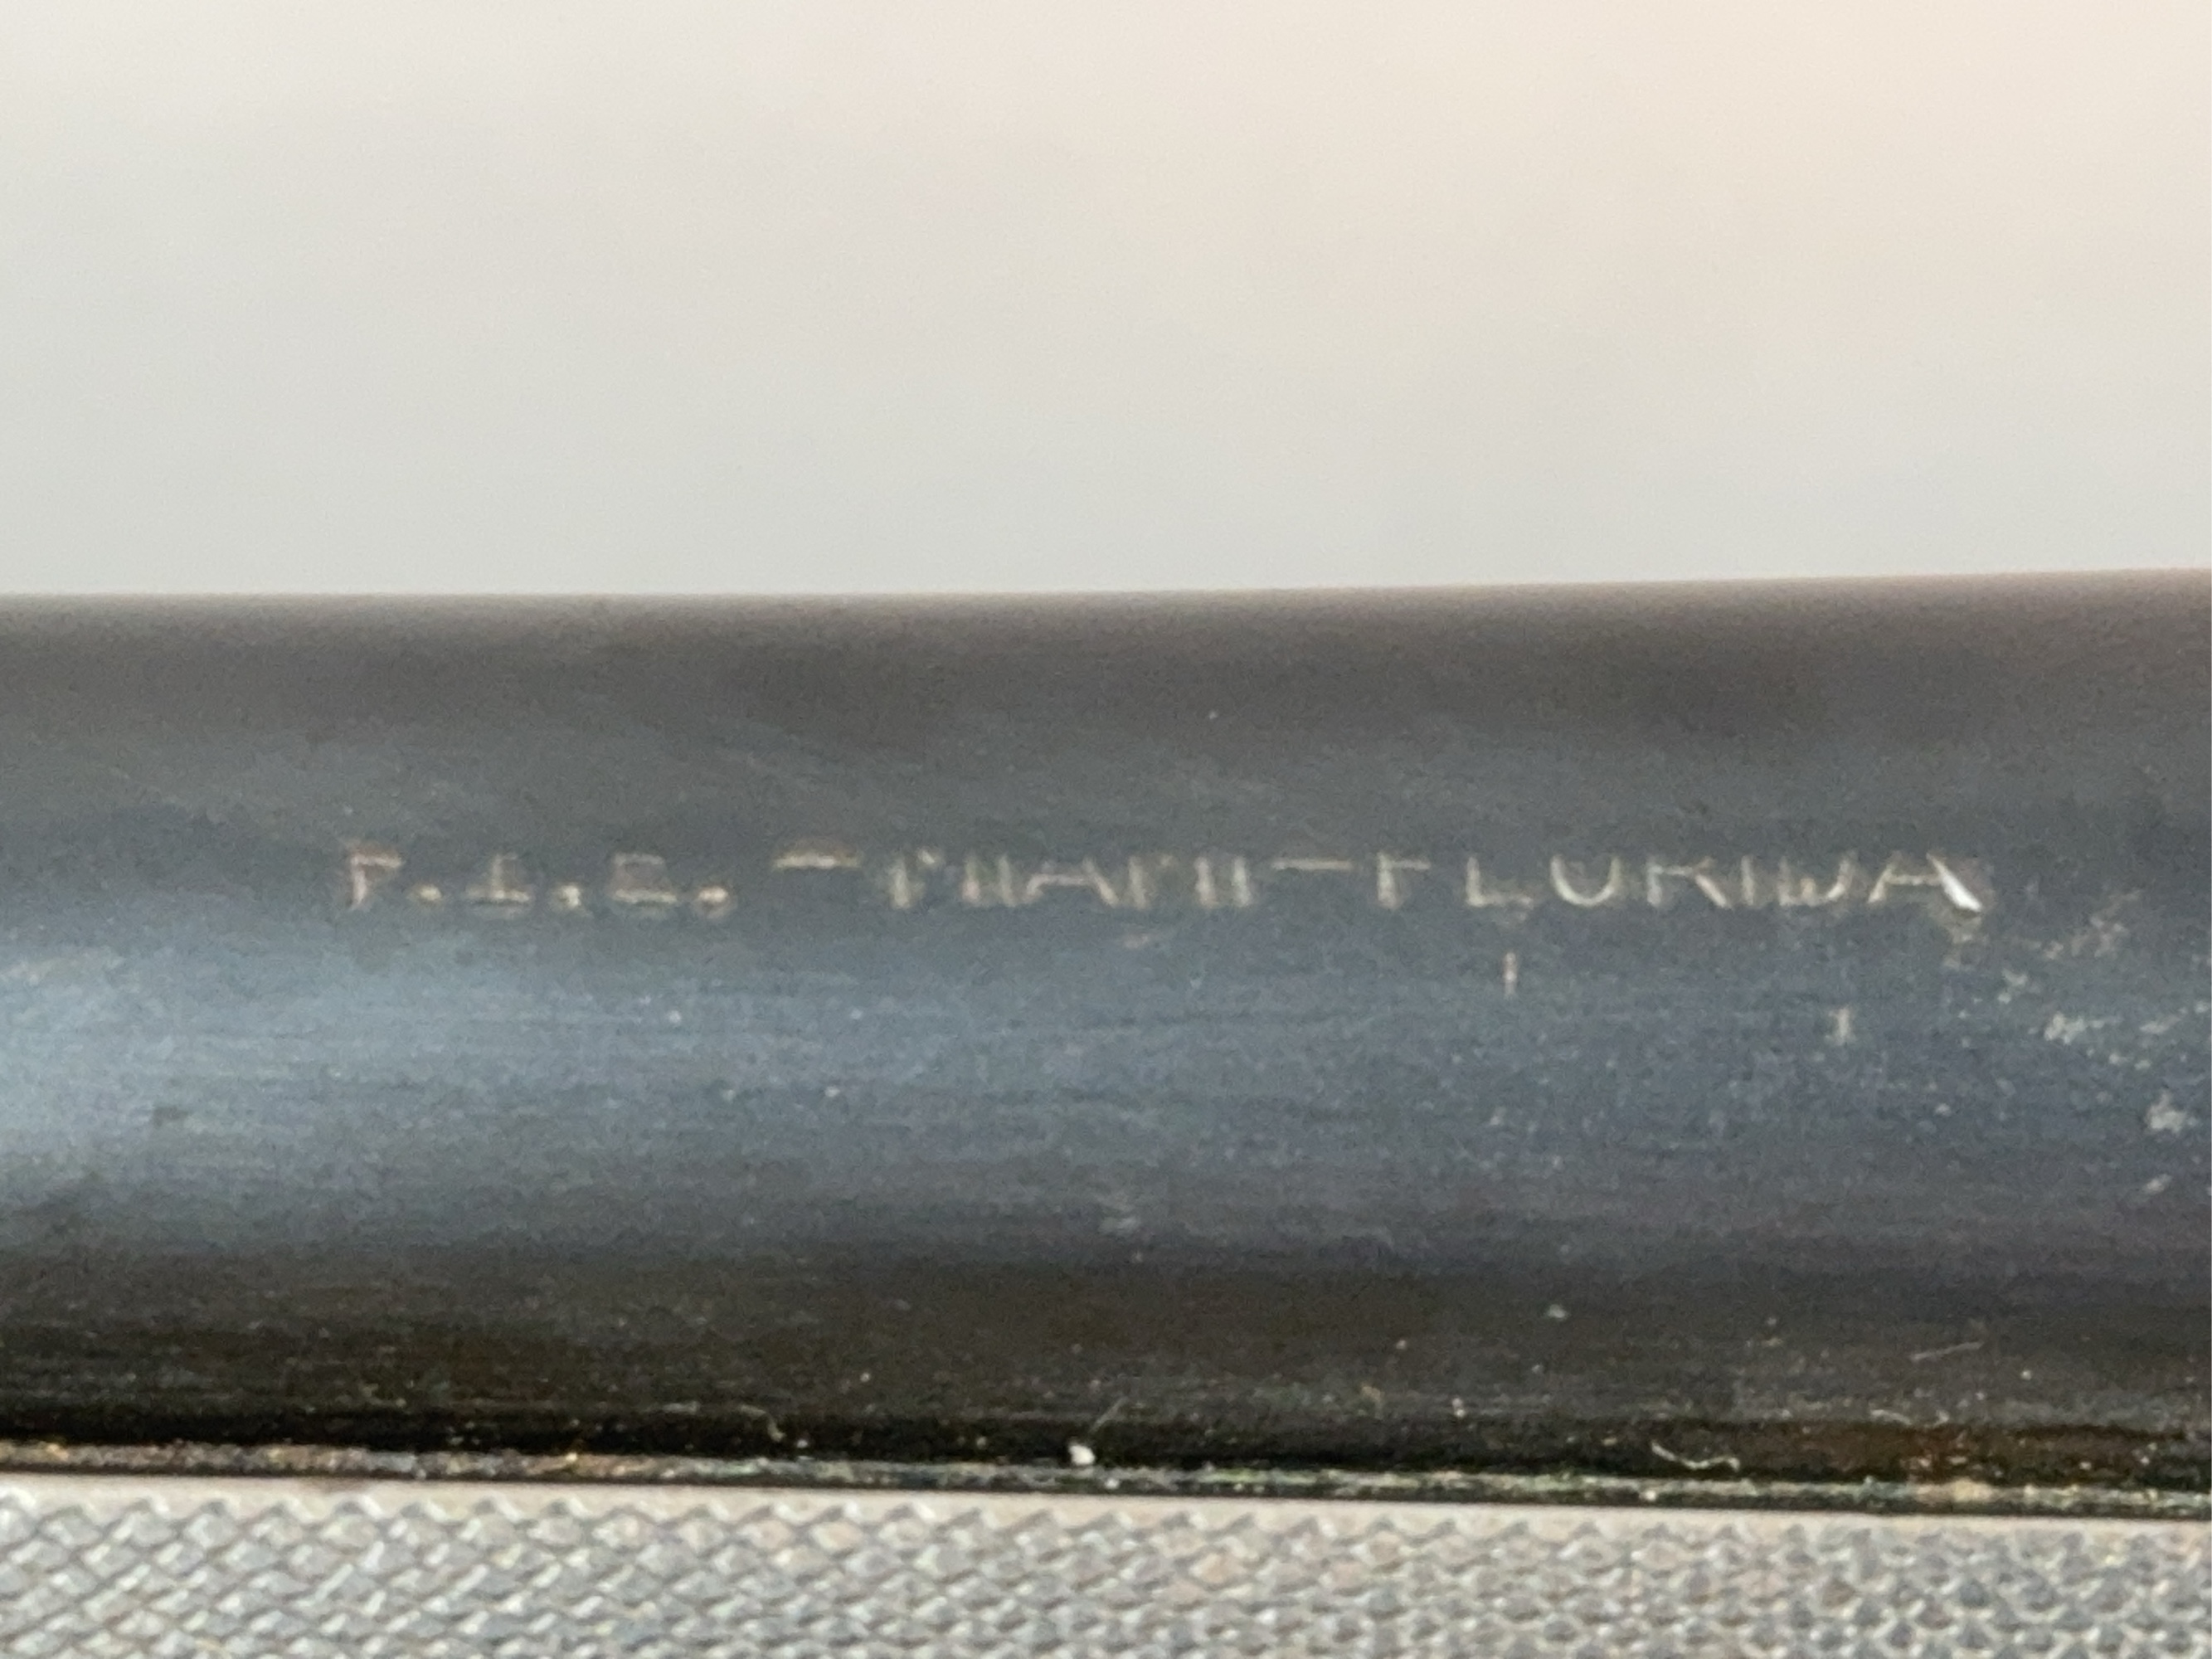 F.I.E. - MIAMI - FLORIDA